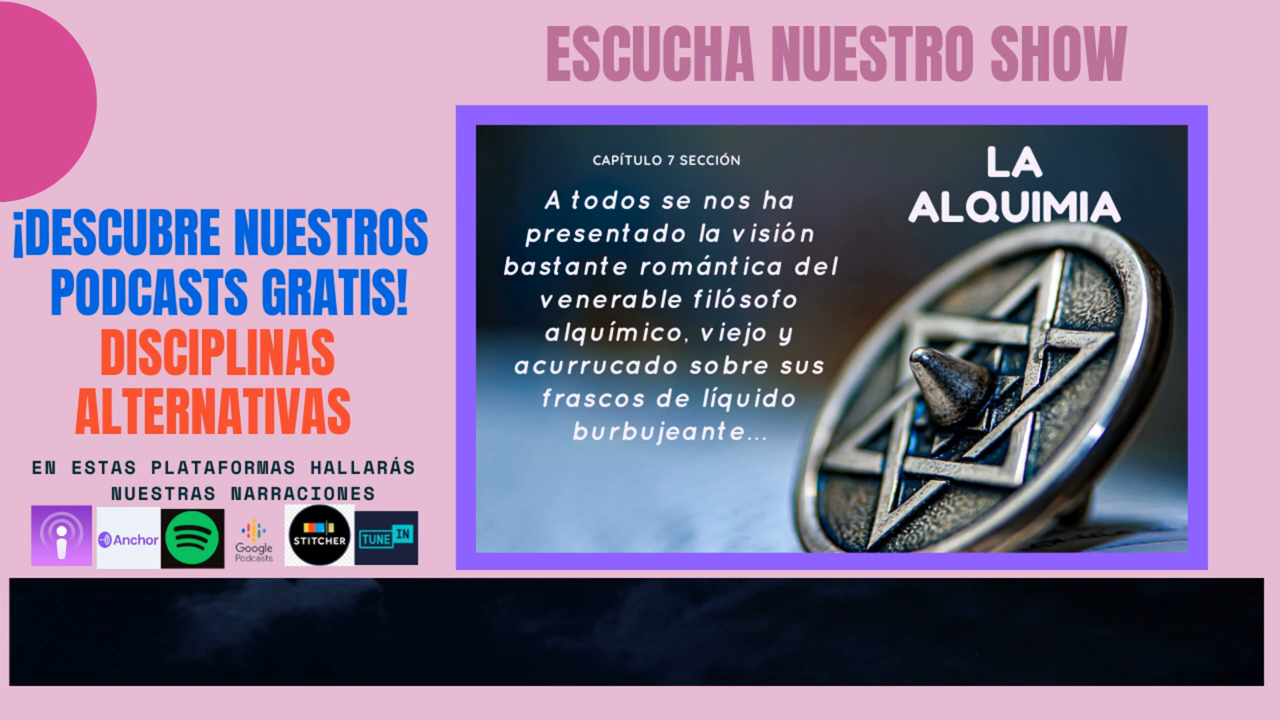 ESCUCHA NUESTRO SHOW
¡DESCUBRE NUESTROS
PODCASTS GRATIS!
DISCIPLINAS
ALTERNATIVAS
EN ESTAS PLATAFORMAS HALLARÁS
NUESTRAS NARRACIONES
Anchor
Google
Podcasts
STITCHER
TUNE IN
CAPÍTULO 7 SECCIÓN
A todos se nos ha
presentado la visión
bastante romántica del
venerable filósofo
alquímico, viejo y
acurrucado sobre sus
frascos de líquido
burbujeante...
LA
ALQUIMIA